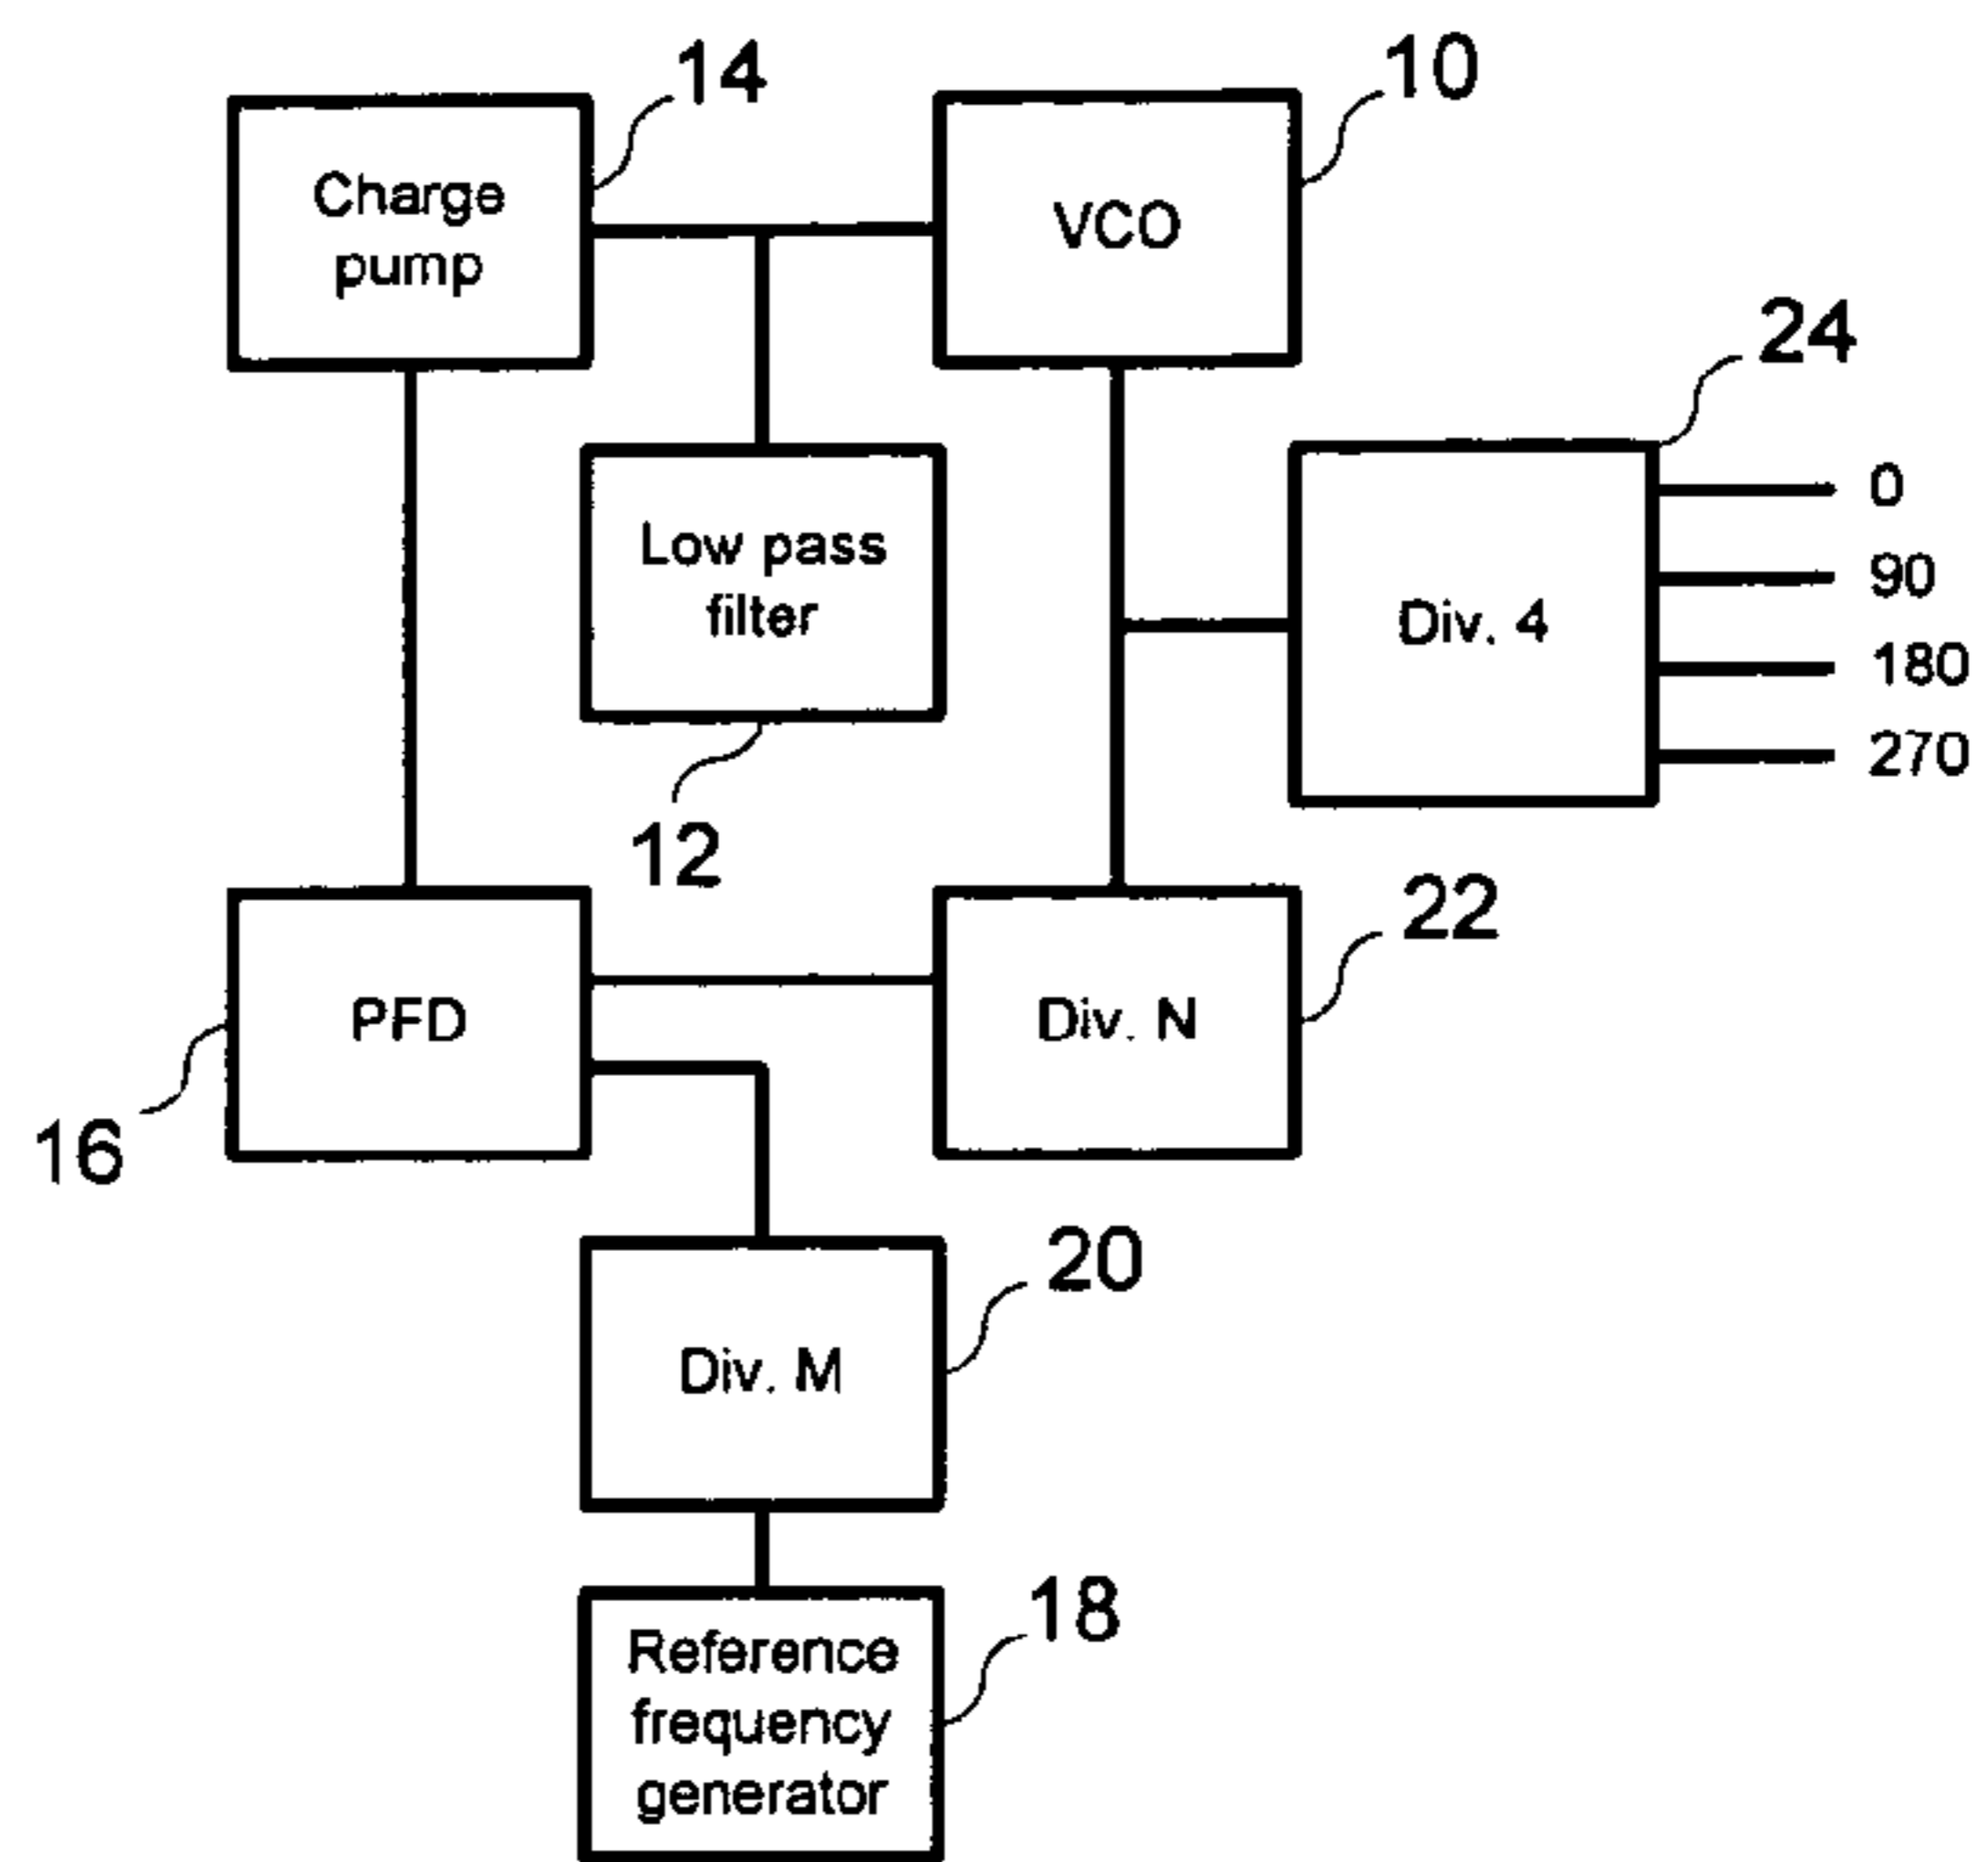 14
10
Charge
pump
VCO
24
0
Low pass
filter
90
Div. 4
180
270
12
22
PFD
Div. N
16
20
Div. M
18
Reference
frequency
generator